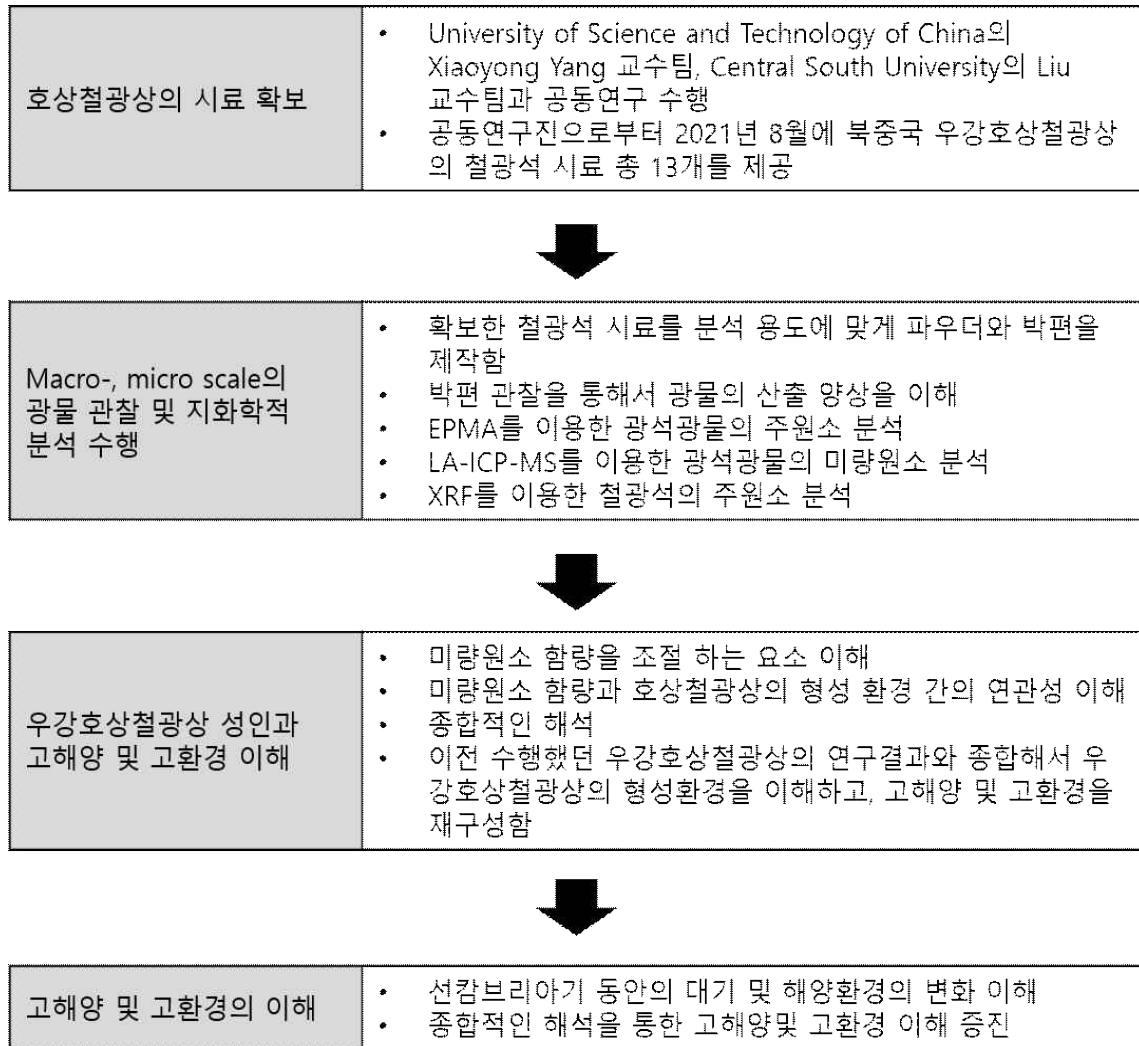 호상철광상의 시료 확보
• University of Science and Technology of China의
Xiaoyong Yang 교수팀, Central South University의 Liu
교수팀과 공동연구 수행
• 공동연구진으로부터 2021년 8월에 북중국 우강호상철광상
의 철광석 시료 총 13개를 제공
Macro-, micro scale의
광물 관찰 및 지화학적
분석 수행
• 확보한 철광석 시료를 분석 용도에 맞게 파우더와 박편을
제작함
• 박편 관찰을 통해서 광물의 산출 양상을 이해
• EPMA를 이용한 광석광물의 주원소 분석
• LA-ICP-MS를 이용한 광석광물의 미량원소 분석
• XRF를 이용한 철광석의 주원소 분석
우강호상철광상 성인과
고해양 및 고환경 이해
• 미량원소 함량을 조절 하는 요소 이해
• 미량원소 함량과 호상철광상의 형성 환경 간의 연관성 이해
• 종합적인 해석
• 이전 수행했던 우강호상철광상의 연구결과와 종합해서 우
강호상철광상의 형성환경을 이해하고, 고해양 및 고환경을
재구성함
고해양 및 고환경의 이해
• 선캄브리아기 동안의 대기 및 해양환경의 변화 이해
• 종합적인 해석을 통한 고해양및 고환경 이해 증진